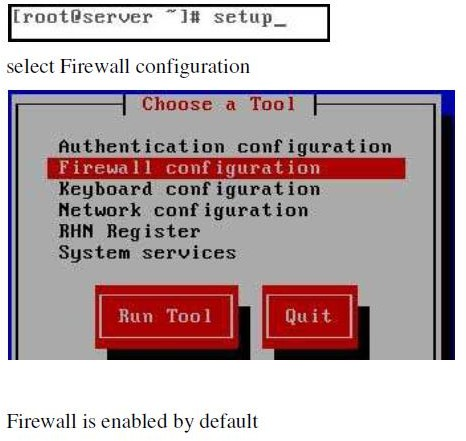 [root@server ~]# setup_
select Firewall configuration
Choose a Tool
Authentication configuration
Firewall configuration
Keyboard configuration
Network configuration
RHN Register
System services
Run Tool Quit
Firewall is enabled by default